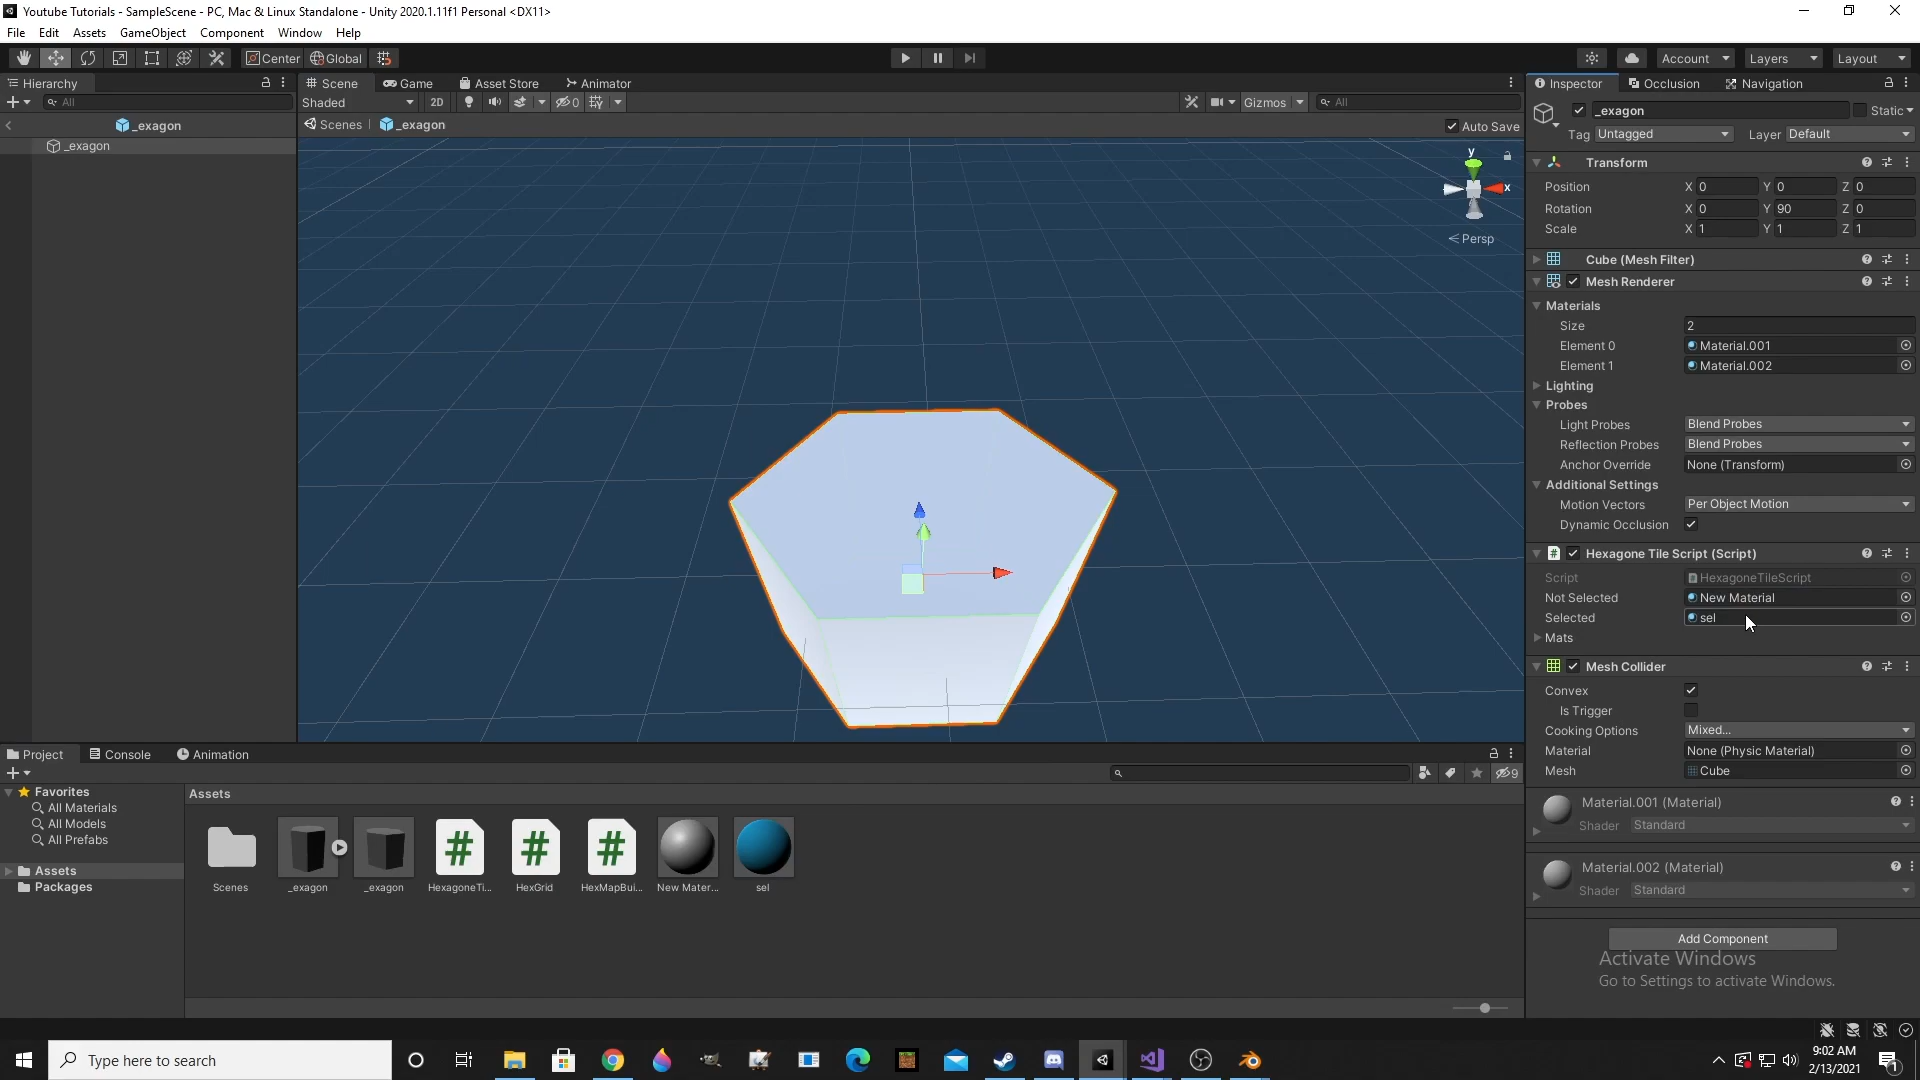 Youtube Tutorials - SampleScene - PC, Mac & Linux Standalone - Unity 2020.1.11f1 Personal <DX11>
File Edit Assets GameObject Component Window Help
Center Global Account Layers Layout
Hierarchy
All
_exagon
_exagon
Scene Game Asset Store Animator
Shaded 2D 0 Gizmos All
Scenes _exagon Auto Save
y
x
Persp
Inspector Occlusion Navigation
_exagon Static
Tag Untagged Layer Default
Transform
Position X 0 Y 0 Z 0
Rotation X 0 Y 90 Z 0
Scale X 1 Y 1 Z 1
Cube (Mesh Filter)
Mesh Renderer
Materials
Size 2
Element 0 Material.001
Element 1 Material.002
Lighting
Probes
Light Probes Blend Probes
Reflection Probes Blend Probes
Anchor Override None (Transform)
Additional Settings
Motion Vectors Per Object Motion
Dynamic Occlusion
Hexagone Tile Script (Script)
Script HexagoneTileScript
Not Selected New Material
Selected sel
Mats
Mesh Collider
Convex
Is Trigger
Cooking Options Mixed...
Material None (Physic Material)
Mesh Cube
Material.001 (Material)
Shader Standard
Material.002 (Material)
Shader Standard
Add Component
Activate Windows
Go to Settings to activate Windows.
Project Console Animation
9
Favorites
All Materials
All Models
All Prefabs
Assets
Packages
Assets
Scenes _exagon _exagon HexagoneTi... HexGrid HexMapBui... New Mater... sel
Type here to search
9:02 AM
2/13/2021
1